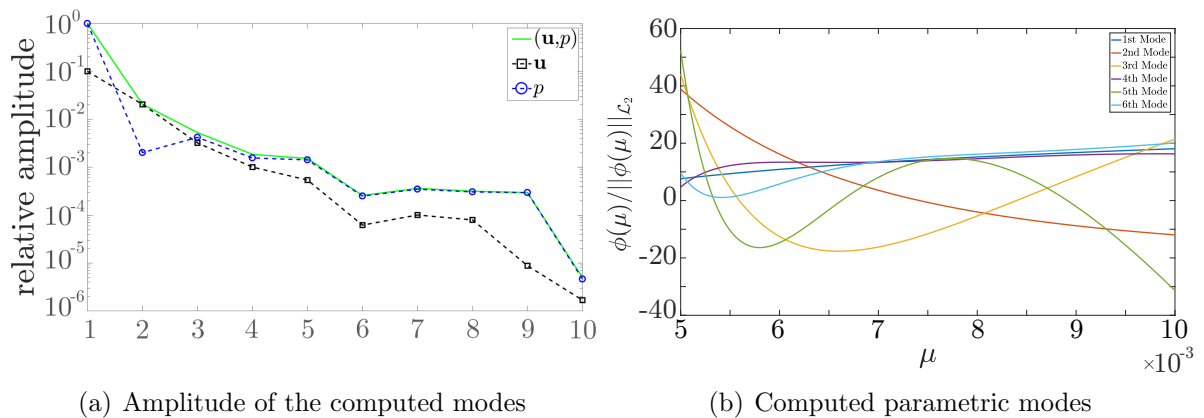 relative amplitude
10^0
10^-1
10^-2
10^-3
10^-4
10^-5
10^-6
1 2 3 4 5 6 7 8 9 10
(u,p)
u
p
(a) Amplitude of the computed modes
ϕ(μ)/||ϕ(μ)||_{ℒ_2}
60
40
20
0
-20
-40
5 6 7 8 9 10
μ
×10^-3
1st Mode
2nd Mode
3rd Mode
4th Mode
5th Mode
6th Mode
(b) Computed parametric modes